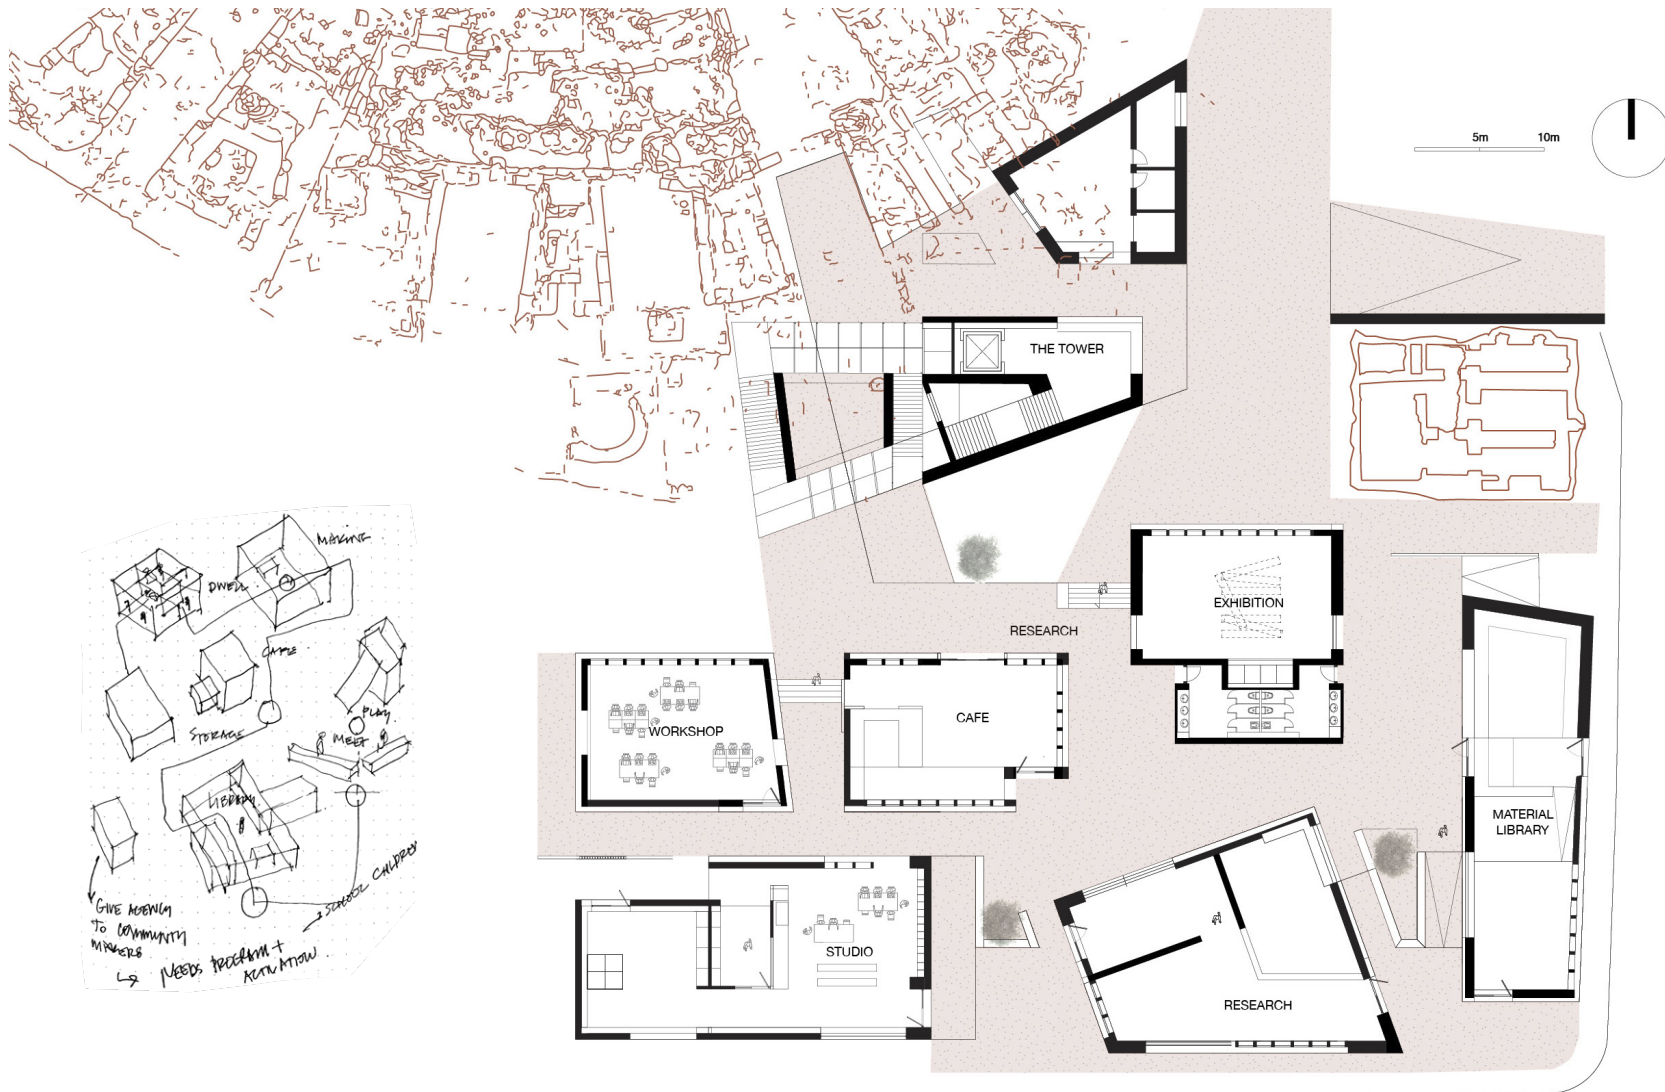 5m 10m
THE TOWER
EXHIBITION
RESEARCH
CAFE
WORKSHOP
MATERIAL
LIBRARY
STUDIO
RESEARCH
MAKING
DWELL
CAFE
PLAY
STORAGE
MEET
LIBRARY
SCHOOL CHILDREN
GIVE AGENCY
TO COMMUNITY
MAKERS
NEEDS PROGRAM +
ACTIVATION